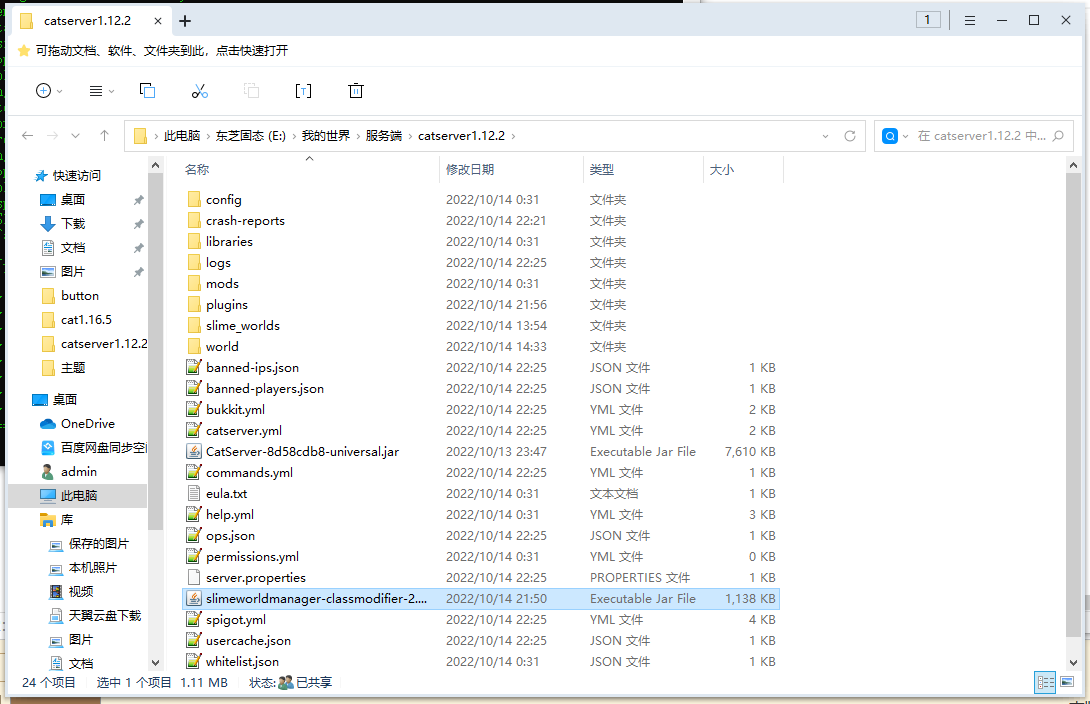 catserver1.12.2
1
可拖动文档、软件、文件夹到此，点击快速打开
此电脑 › 东芝固态 (E:) › 我的世界 › 服务端 › catserver1.12.2 ›
在 catserver1.12.2 中...
快速访问
桌面
下载
文档
图片
button
cat1.16.5
catserver1.12.2
主题
桌面
OneDrive
百度网盘同步空间
admin
此电脑
库
保存的图片
本机照片
视频
天翼云盘下载
图片
文档
名称 修改日期 类型 大小
config 2022/10/14 0:31 文件夹
crash-reports 2022/10/14 22:21 文件夹
libraries 2022/10/14 0:31 文件夹
logs 2022/10/14 22:25 文件夹
mods 2022/10/14 0:31 文件夹
plugins 2022/10/14 21:56 文件夹
slime_worlds 2022/10/14 13:54 文件夹
world 2022/10/14 14:33 文件夹
banned-ips.json 2022/10/14 22:25 JSON 文件 1 KB
banned-players.json 2022/10/14 22:25 JSON 文件 1 KB
bukkit.yml 2022/10/14 22:25 YML 文件 2 KB
catserver.yml 2022/10/14 22:25 YML 文件 2 KB
CatServer-8d58cdb8-universal.jar 2022/10/13 23:47 Executable Jar File 7,610 KB
commands.yml 2022/10/14 22:25 YML 文件 1 KB
eula.txt 2022/10/14 0:31 文本文档 1 KB
help.yml 2022/10/14 0:31 YML 文件 3 KB
ops.json 2022/10/14 22:25 JSON 文件 1 KB
permissions.yml 2022/10/14 0:31 YML 文件 0 KB
server.properties 2022/10/14 22:25 PROPERTIES 文件 1 KB
slimeworldmanager-classmodifier-2.... 2022/10/14 21:50 Executable Jar File 1,138 KB
spigot.yml 2022/10/14 22:25 YML 文件 4 KB
usercache.json 2022/10/14 22:25 JSON 文件 1 KB
whitelist.json 2022/10/14 0:31 JSON 文件 1 KB
24 个项目 选中 1 个项目 1.11 MB 状态: 已共享